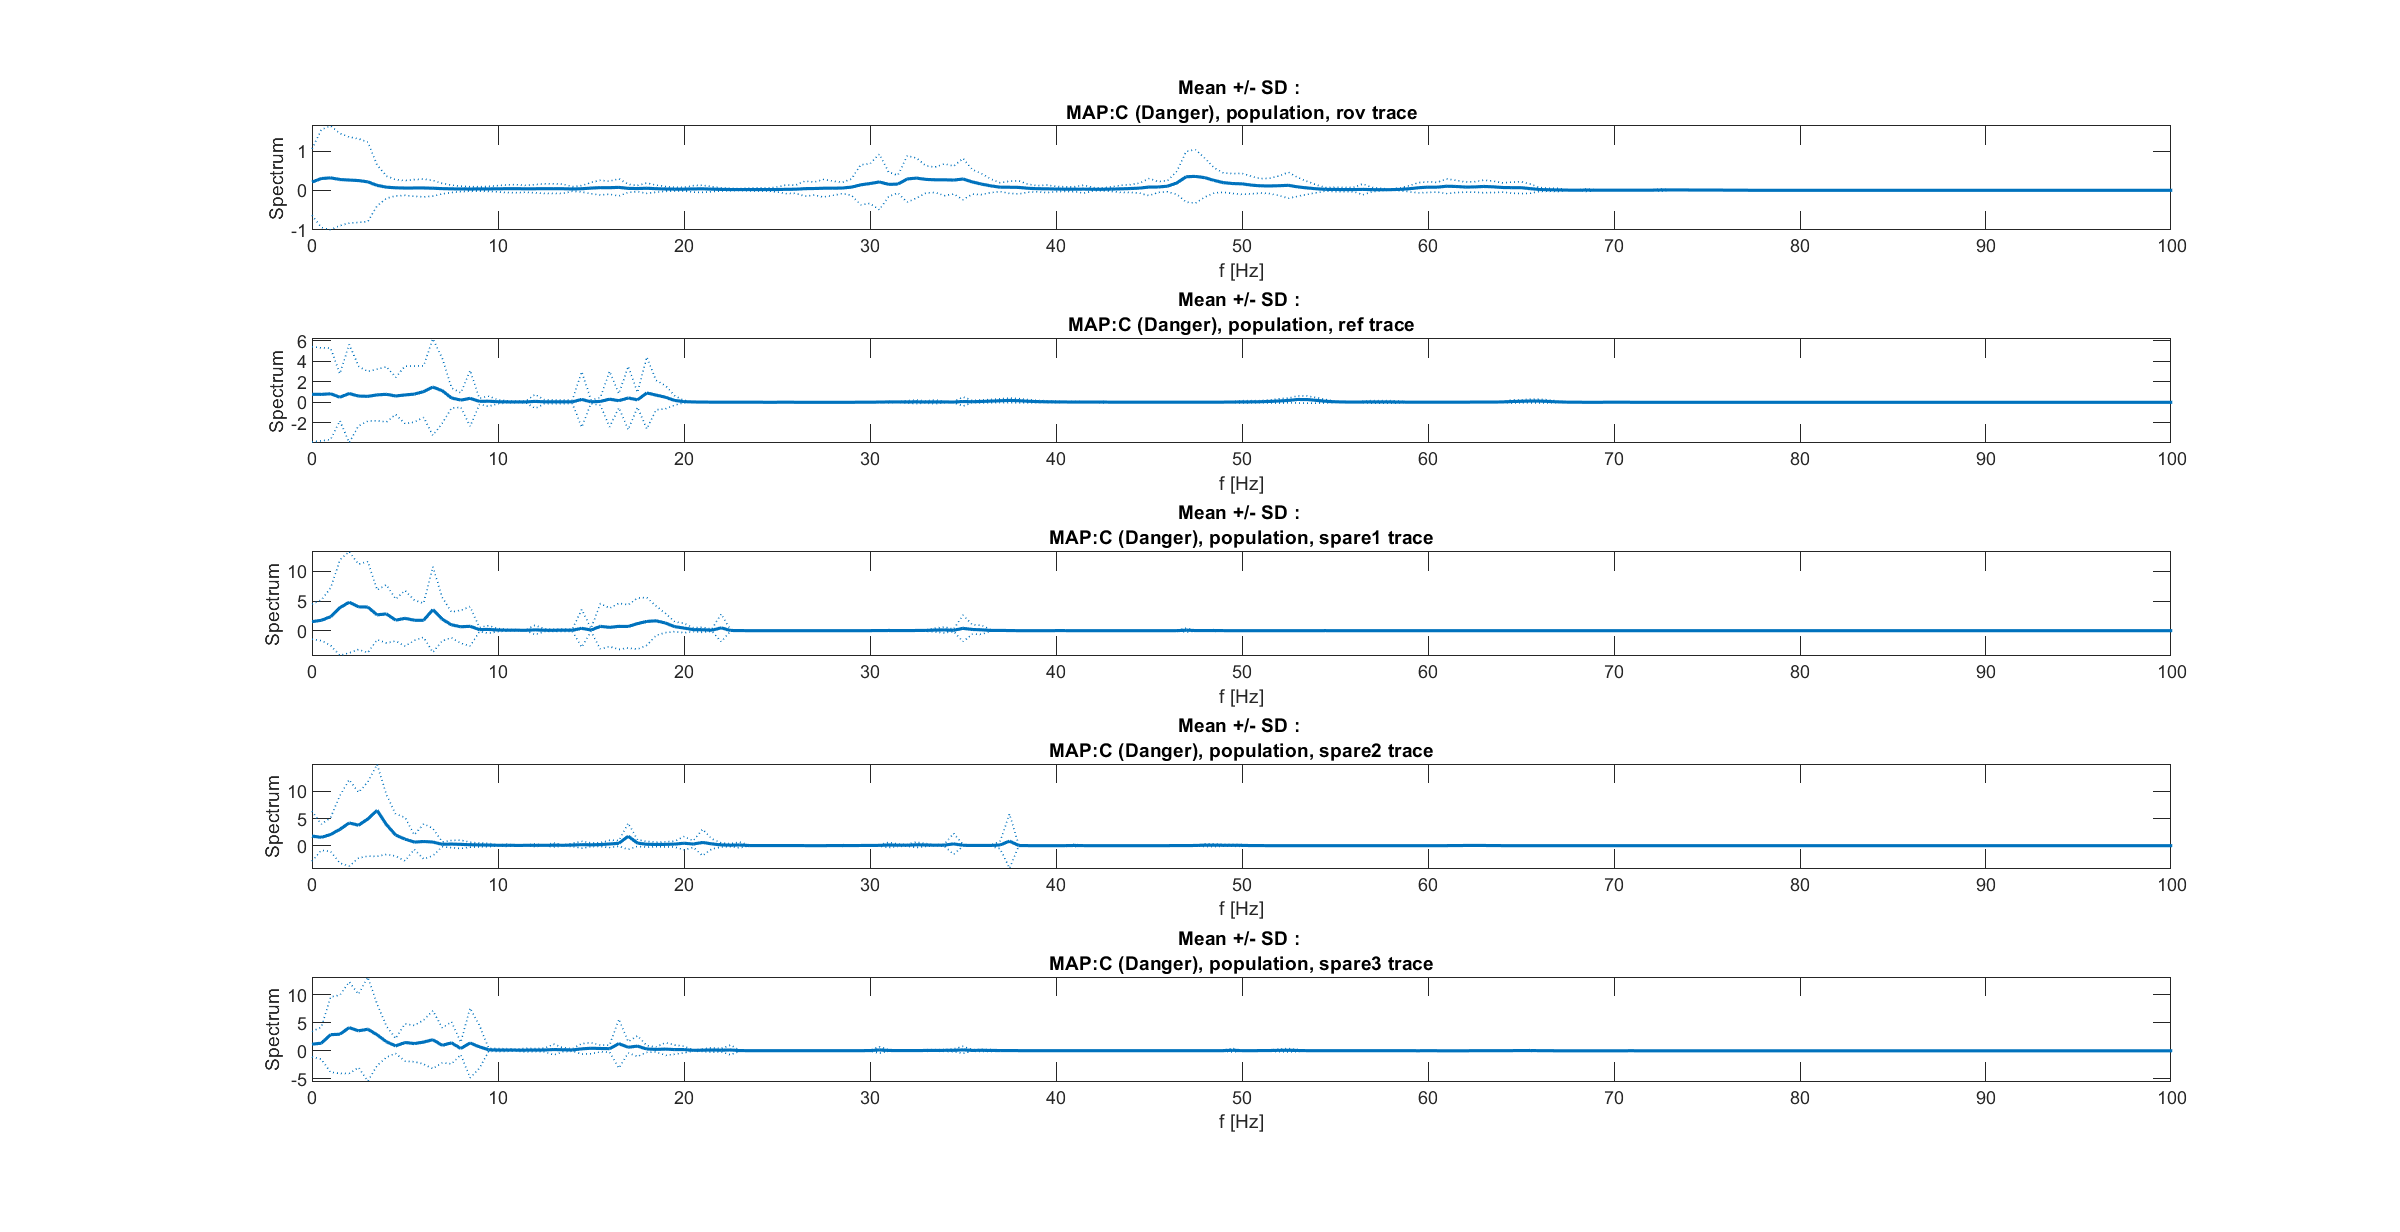 Mean +/- SD :
MAP:C (Danger), population, rov trace
Spectrum
1
0
-1
0 10 20 30 40 50 60 70 80 90 100
f [Hz]
Mean +/- SD :
MAP:C (Danger), population, ref trace
Spectrum
6
4
2
0
-2
0 10 20 30 40 50 60 70 80 90 100
f [Hz]
Mean +/- SD :
MAP:C (Danger), population, spare1 trace
Spectrum
10
5
0
0 10 20 30 40 50 60 70 80 90 100
f [Hz]
Mean +/- SD :
MAP:C (Danger), population, spare2 trace
Spectrum
10
5
0
0 10 20 30 40 50 60 70 80 90 100
f [Hz]
Mean +/- SD :
MAP:C (Danger), population, spare3 trace
Spectrum
10
5
0
-5
0 10 20 30 40 50 60 70 80 90 100
f [Hz]